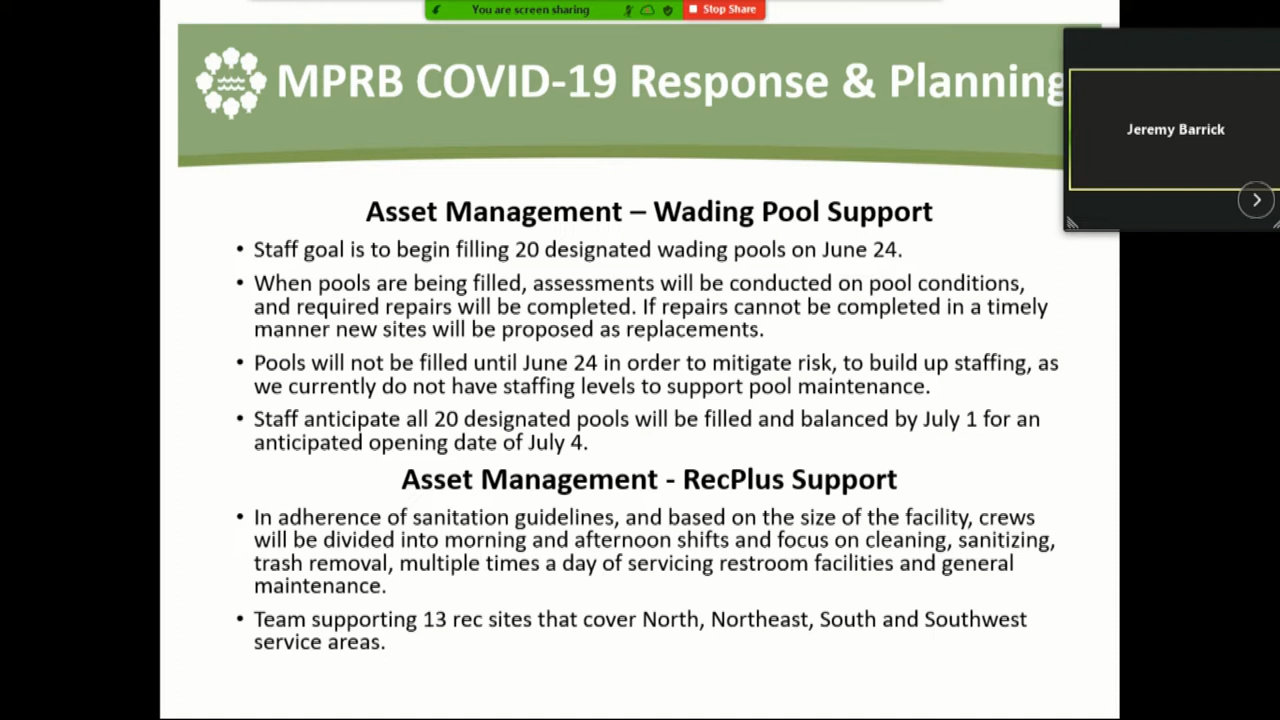 You are screen sharing
Stop Share
MPRB COVID-19 Response & Planning
Jeremy Barrick
Asset Management – Wading Pool Support
• Staff goal is to begin filling 20 designated wading pools on June 24.
• When pools are being filled, assessments will be conducted on pool conditions,
and required repairs will be completed. If repairs cannot be completed in a timely
manner new sites will be proposed as replacements.
• Pools will not be filled until June 24 in order to mitigate risk, to build up staffing, as
we currently do not have staffing levels to support pool maintenance.
• Staff anticipate all 20 designated pools will be filled and balanced by July 1 for an
anticipated opening date of July 4.
Asset Management - RecPlus Support
• In adherence of sanitation guidelines, and based on the size of the facility, crews
will be divided into morning and afternoon shifts and focus on cleaning, sanitizing,
trash removal, multiple times a day of servicing restroom facilities and general
maintenance.
• Team supporting 13 rec sites that cover North, Northeast, South and Southwest
service areas.